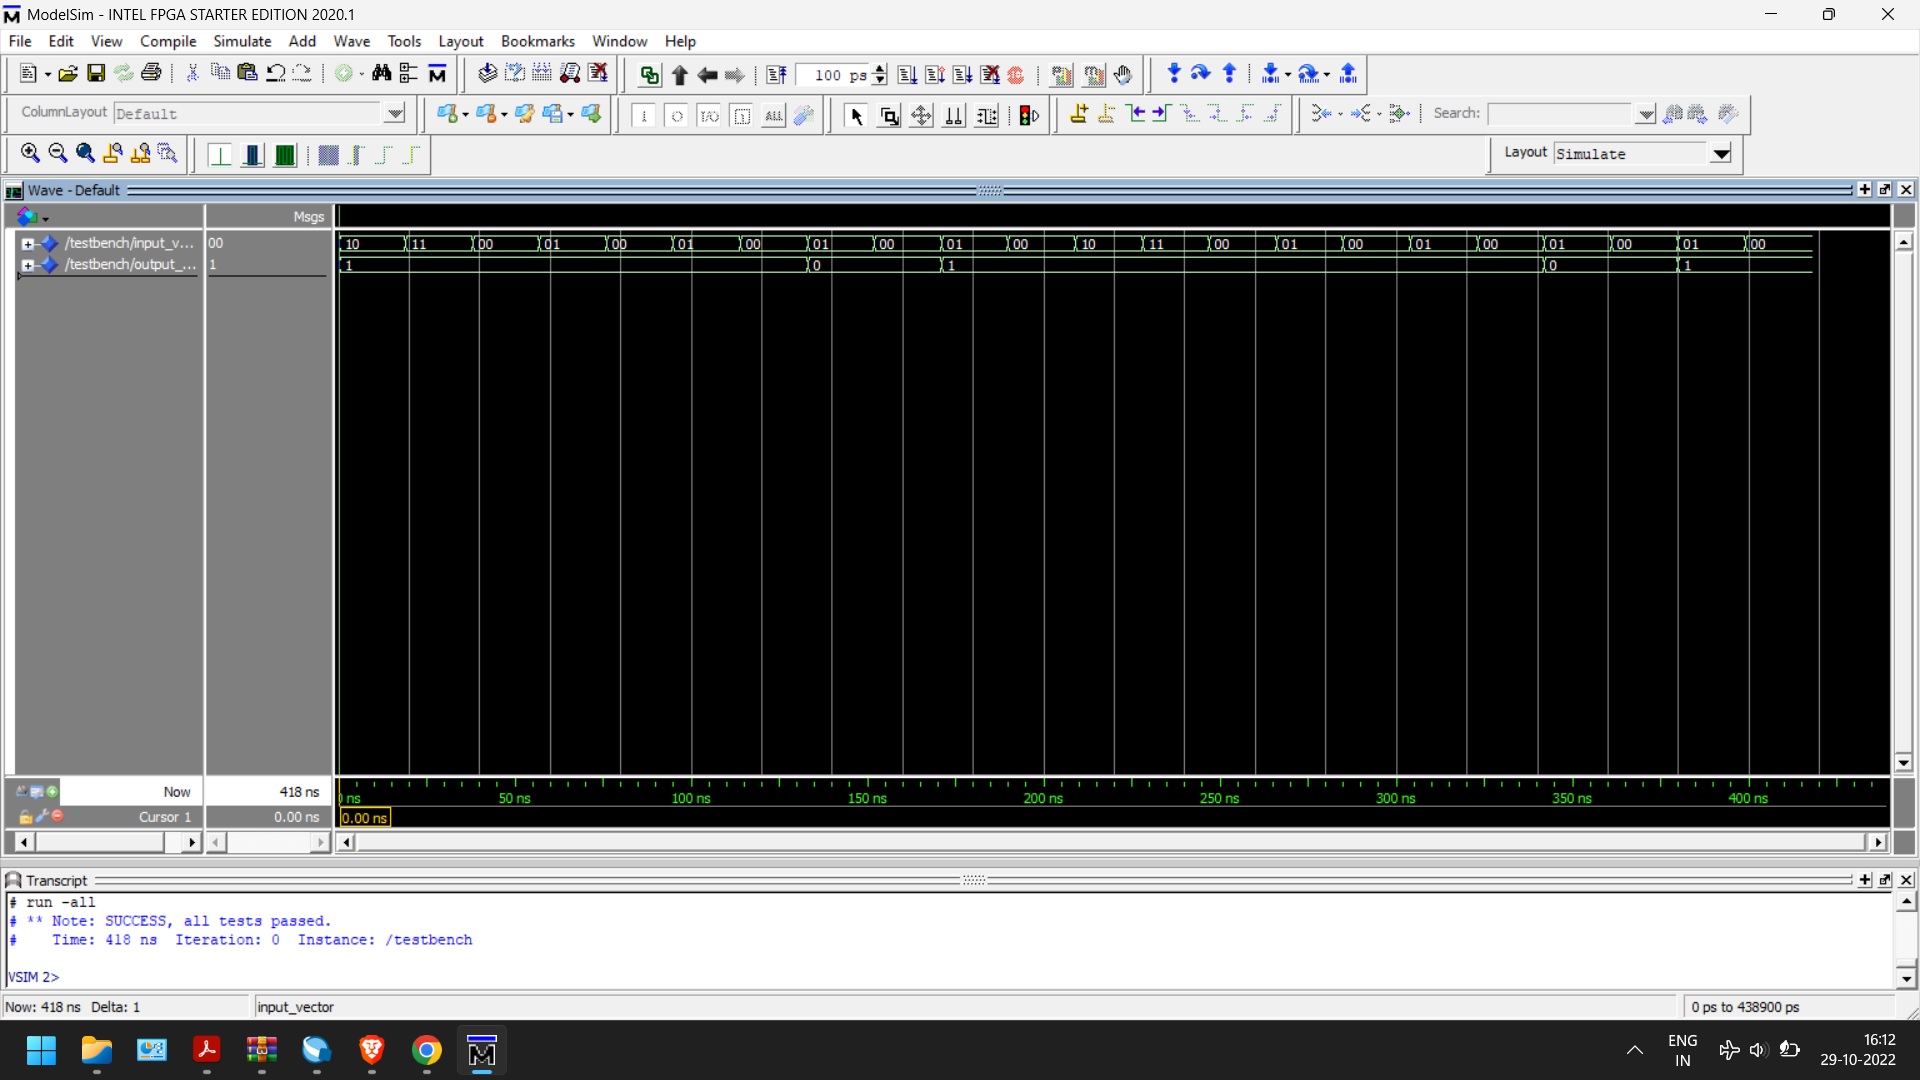 ModelSim - INTEL FPGA STARTER EDITION 2020.1
File Edit View Compile Simulate Add Wave Tools Layout Bookmarks Window Help
100 ps
ColumnLayout Default
Search:
Layout Simulate
Wave - Default
Msgs
/testbench/input_v... 00 10 11 00 01 00 01 00 01 00 01 00 10 11 00 01 00 01 00 01 00 01 00
/testbench/output_... 1 1 0 1 0 1
Now 418 ns
50 ns 100 ns 150 ns 200 ns 250 ns 300 ns 350 ns 400 ns
Cursor 1 0.00 ns 0.00 ns
Transcript
# run -all
# ** Note: SUCCESS, all tests passed.
# Time: 418 ns Iteration: 0 Instance: /testbench
VSIM 2>
Now: 418 ns Delta: 1 input_vector 0 ps to 438900 ps
ENG
IN
16:12
29-10-2022